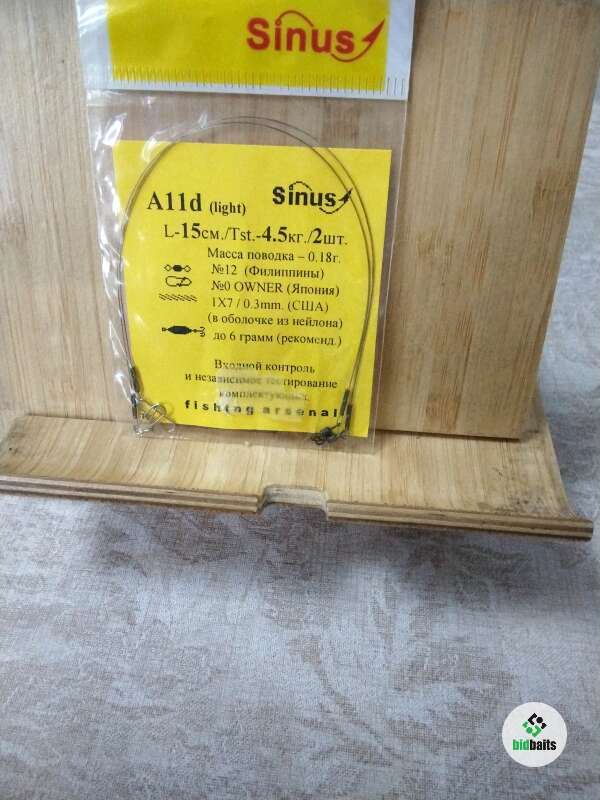 Sinus
A11d (light) Sinus
L-15см./Tst.-4.5кг./2шт.
Масса поводка – 0.18г.
№12 (Филиппины)
№0 OWNER (Япония)
1X7 / 0.3mm. (США)
(в оболочке из нейлона)
до 6 грамм (рекоменд.)
Входной контроль
и независимое тестирование
комплектующих.
fishing arsenal
bidbaits